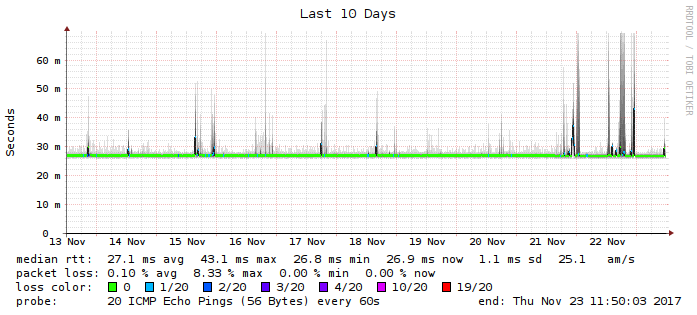 Last 10 Days
RRDTOOL / TOBI OETIKER
Seconds
60 m
50 m
40 m
30 m
20 m
10 m
0
13 Nov 14 Nov 15 Nov 16 Nov 17 Nov 18 Nov 19 Nov 20 Nov 21 Nov 22 Nov
median rtt: 27.1 ms avg 43.1 ms max 26.8 ms min 26.9 ms now 1.1 ms sd 25.1 am/s
packet loss: 0.10 % avg 8.33 % max 0.00 % min 0.00 % now
loss color: 0 1/20 2/20 3/20 4/20 10/20 19/20
probe: 20 ICMP Echo Pings (56 Bytes) every 60s end: Thu Nov 23 11:50:03 2017